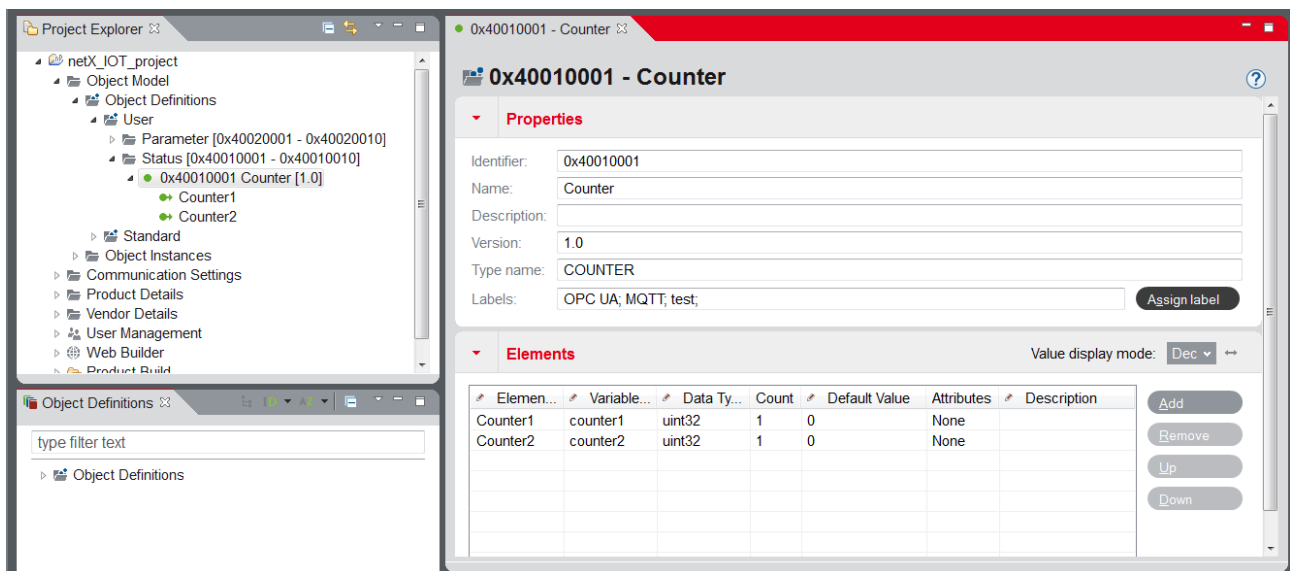 Project Explorer
netX_IOT_project
Object Model
Object Definitions
User
Parameter [0x40020001 - 0x40020010]
Status [0x40010001 - 0x40010010]
0x40010001 Counter [1.0]
Counter1
Counter2
Standard
Object Instances
Communication Settings
Product Details
Vendor Details
User Management
Web Builder
Product Build
Object Definitions
type filter text
Object Definitions
0x40010001 - Counter
0x40010001 - Counter
Properties
Identifier: 0x40010001
Name: Counter
Description:
Version: 1.0
Type name: COUNTER
Labels: OPC UA; MQTT; test; Assign label
Elements Value display mode: Dec
Elemen... Variable... Data Ty... Count Default Value Attributes Description
Counter1 counter1 uint32 1 0 None
Counter2 counter2 uint32 1 0 None
Add
Remove
Up
Down